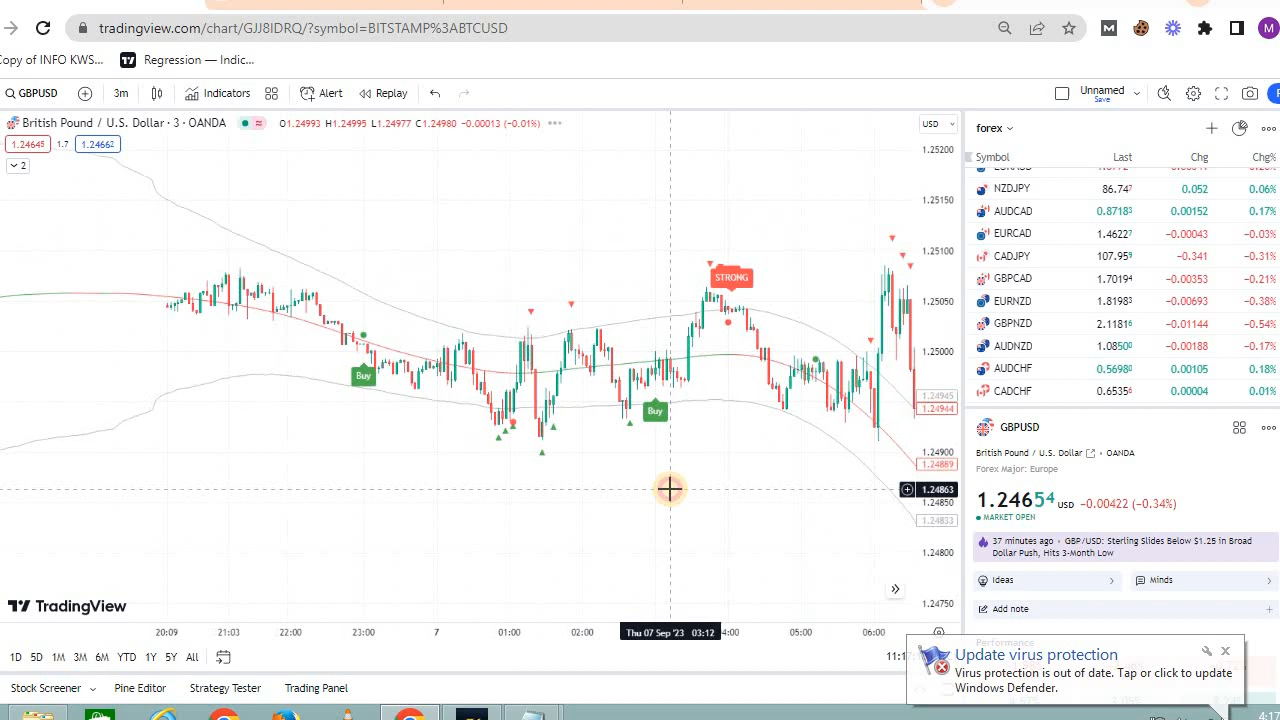 tradingview.com/chart/GJJ8IDRQ/?symbol=BITSTAMP%3ABTCUSD
M
M
Copy of INFO KWS...
Regression — Indic...
GBPUSD
3m
Indicators
Alert
Replay
Unnamed
Save
British Pound / U.S. Dollar · 3 · OANDA
O1.24993 H1.24995 L1.24977 C1.24980 −0.00013 (−0.01%)
USD
1.24645
1.7
1.24662
2
1.25200
1.25150
1.25100
1.25050
1.25000
1.24945
1.24944
1.24900
1.24889
1.24863
1.24850
1.24833
1.24800
1.24750
STRONG
Buy
Buy
TradingView
20:09
21:03
22:00
23:00
7
01:00
02:00
Thu 07 Sep '23 03:12
4:00
05:00
06:00
1D 5D 1M 3M 6M YTD 1Y 5Y All
Stock Screener
Pine Editor
Strategy Tester
Trading Panel
forex
Symbol Last Chg Chg%
NZDJPY 86.747 0.052 0.06%
AUDCAD 0.87183 0.00152 0.17%
EURCAD 1.46227 −0.00043 −0.03%
CADJPY 107.959 −0.341 −0.31%
GBPCAD 1.70194 −0.00353 −0.21%
EURNZD 1.81983 −0.00693 −0.38%
GBPNZD 2.11816 −0.01144 −0.54%
AUDNZD 1.08504 −0.00188 −0.17%
AUDCHF 0.56980 0.00105 0.18%
CADCHF 0.65356 0.00004 0.01%
GBPUSD
British Pound / U.S. Dollar · OANDA
Forex Major: Europe
1.24654 USD −0.00422 (−0.34%)
MARKET OPEN
37 minutes ago · GBP/USD: Sterling Slides Below $1.25 in Broad
Dollar Push, Hits 3-Month Low
Ideas
Minds
Add note
Performance
Update virus protection
Virus protection is out of date. Tap or click to update
Windows Defender.